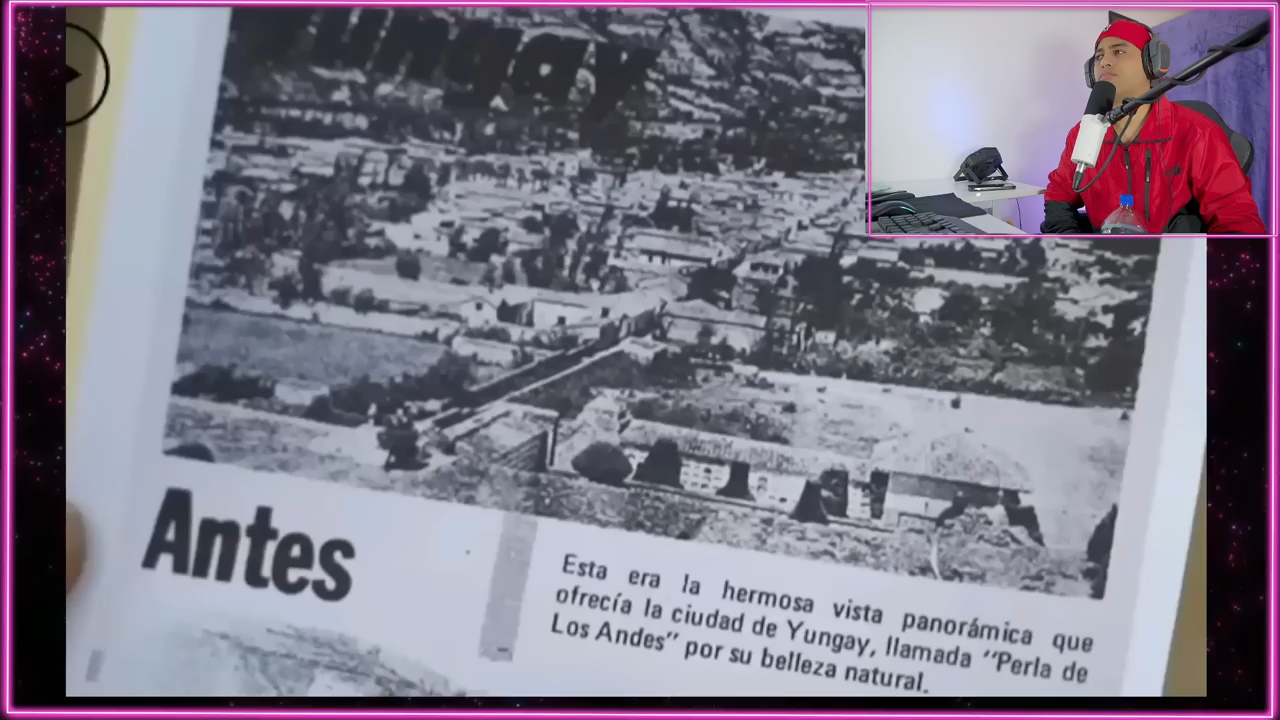 Yungay
Antes
Esta era la hermosa vista panorámica que
ofrecía la ciudad de Yungay, llamada “Perla de
Los Andes” por su belleza natural.